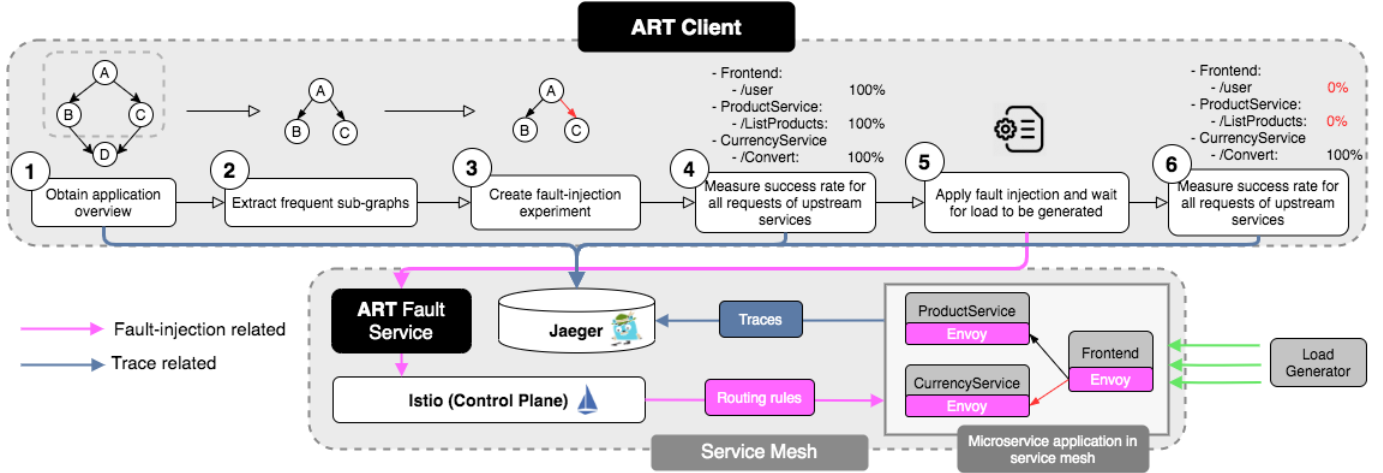 ART Client
A
B
C
D
A
B
C
A
B
C
- Frontend:
- /user 100%
- ProductService:
- /ListProducts: 100%
- CurrencyService
- /Convert: 100%
- Frontend:
- /user 0%
- ProductService:
- /ListProducts: 0%
- CurrencyService
- /Convert: 100%
1
Obtain application
overview
2
Extract frequent sub-graphs
3
Create fault-injection
experiment
4
Measure success rate for
all requests of upstream
services
5
Apply fault injection and wait
for load to be generated
6
Measure success rate for
all requests of upstream
services
Fault-injection related
Trace related
ART Fault
Service
Jaeger
Traces
Istio (Control Plane)
Routing rules
ProductService
Envoy
CurrencyService
Envoy
Frontend
Envoy
Load
Generator
Service Mesh
Microservice application in
service mesh